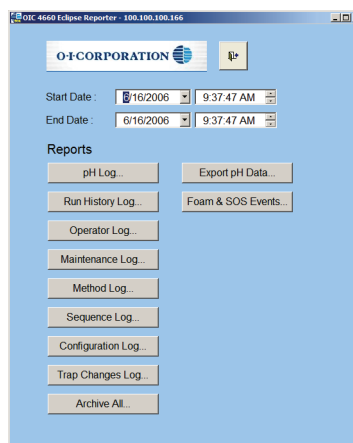 OIC 4660 Eclipse Reporter - 100.100.100.166
O·I·CORPORATION
Start Date : 6/16/2006 9:37:47 AM
End Date : 6/16/2006 9:37:47 AM
Reports
pH Log... Export pH Data...
Run History Log... Foam & SOS Events...
Operator Log...
Maintenance Log...
Method Log...
Sequence Log...
Configuration Log...
Trap Changes Log...
Archive All...